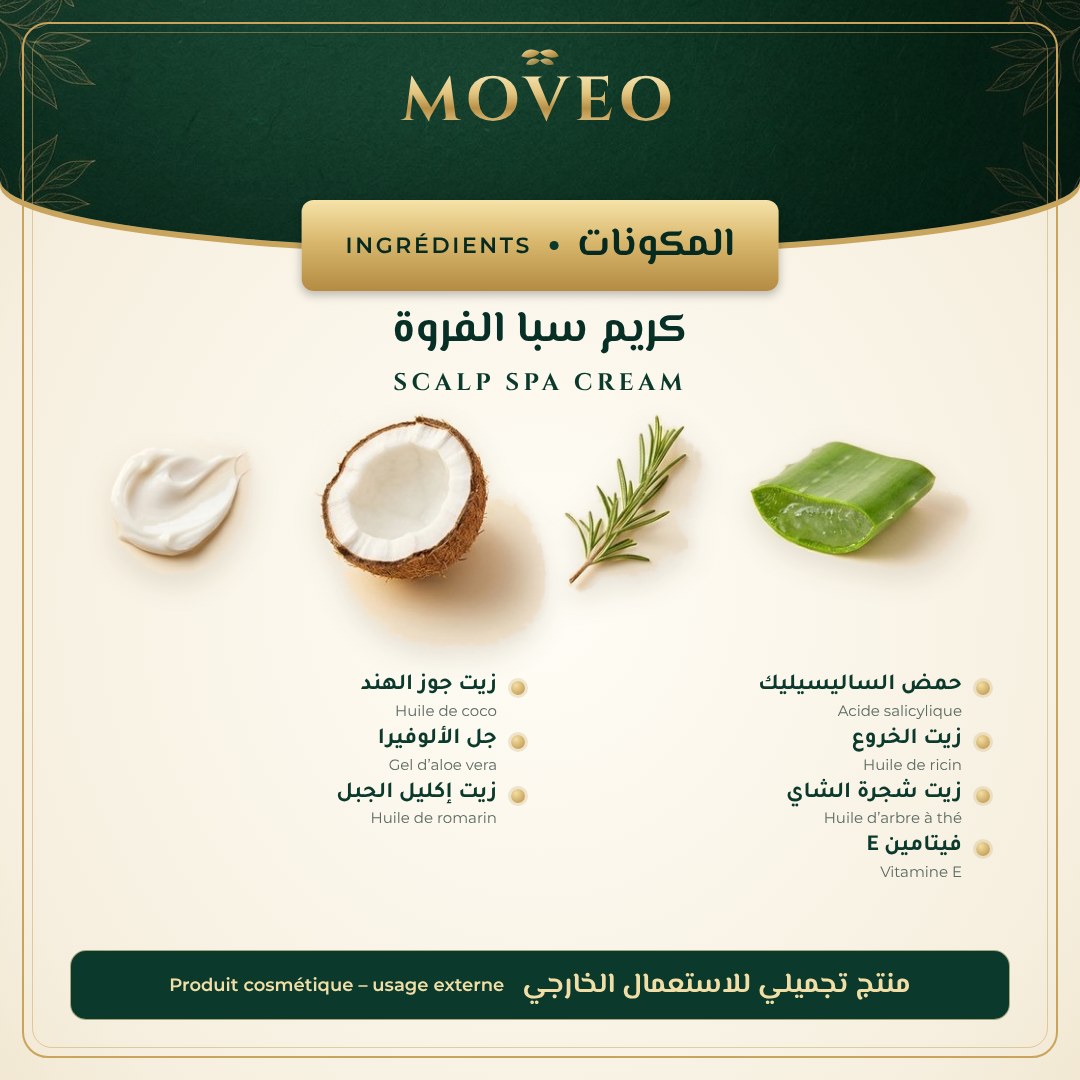 MOVEO
المكونات • INGRÉDIENTS
كريم سبا الفروة
SCALP SPA CREAM
حمض الساليسيليك
Acide salicylique
زيت الخروع
Huile de ricin
زيت شجرة الشاي
Huile d'arbre à thé
فيتامين E
Vitamine E
زيت جوز الهند
Huile de coco
جل الألوفيرا
Gel d'aloe vera
زيت إكليل الجبل
Huile de romarin
منتج تجميلي للاستعمال الخارجي Produit cosmétique – usage externe